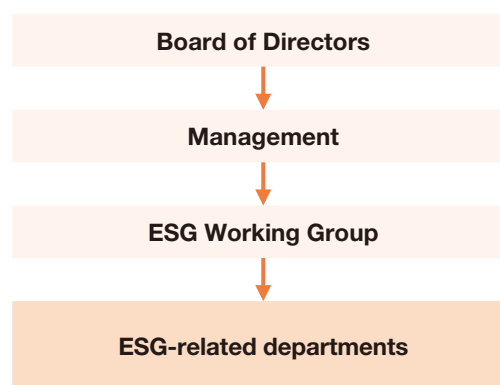 Board of Directors
Management
ESG Working Group
ESG-related departments